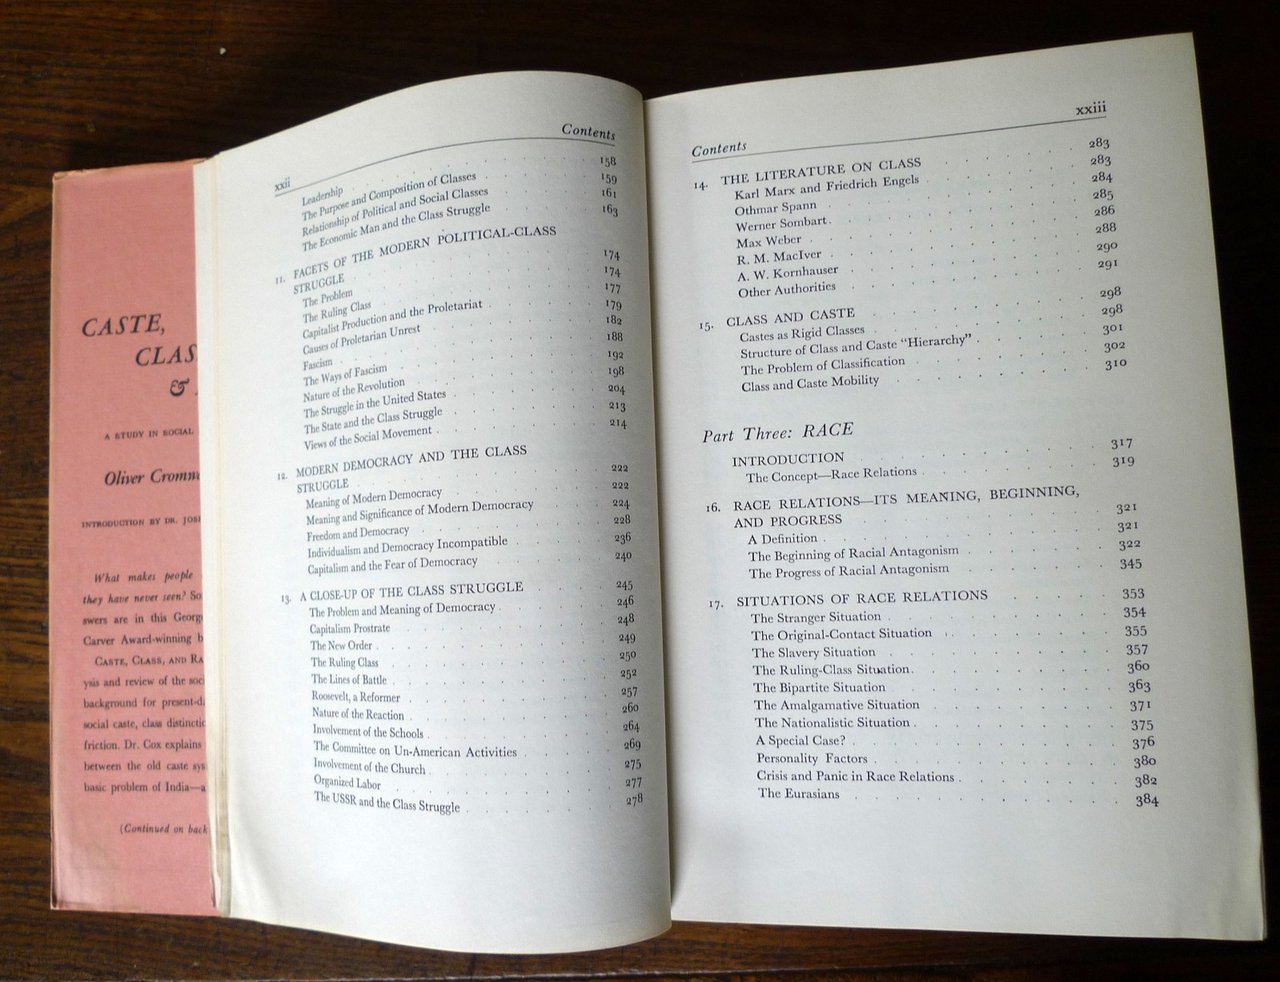 CASTE,
CLAS
&
A STUDY IN SOCIAL
Oliver Cromw
INTRODUCTION BY DR. JOS
What makes people
they have never seen? So
swers are in this Georg
Carver Award-winning b
CASTE, CLASS, AND RA
ysis and review of the soc
background for present-d
social caste, class distinctio
friction. Dr. Cox explains
between the old caste sys
basic problem of India—a
(Continued on back
xxii Contents
Leadership 158
The Purpose and Composition of Classes 159
Relationship of Political and Social Classes 161
The Economic Man and the Class Struggle 163
11. FACETS OF THE MODERN POLITICAL-CLASS
STRUGGLE 174
The Problem 174
The Ruling Class 177
Capitalist Production and the Proletariat 179
Causes of Proletarian Unrest 182
Fascism 188
The Ways of Fascism 192
Nature of the Revolution 198
The Struggle in the United States 204
The State and the Class Struggle 213
Views of the Social Movement 214
12. MODERN DEMOCRACY AND THE CLASS
STRUGGLE 222
Meaning of Modern Democracy 222
Meaning and Significance of Modern Democracy 224
Freedom and Democracy 228
Individualism and Democracy Incompatible 236
Capitalism and the Fear of Democracy 240
13. A CLOSE-UP OF THE CLASS STRUGGLE 245
The Problem and Meaning of Democracy 246
Capitalism Prostrate 248
The New Order 249
The Ruling Class 250
The Lines of Battle 252
Roosevelt, a Reformer 257
Nature of the Reaction 260
Involvement of the Schools 264
The Committee on Un-American Activities 269
Involvement of the Church 275
Organized Labor 277
The USSR and the Class Struggle 278
Contents xxiii
14. THE LITERATURE ON CLASS 283
Karl Marx and Friedrich Engels 283
Othmar Spann 284
Werner Sombart 285
Max Weber 286
R. M. MacIver 288
A. W. Kornhauser 290
Other Authorities 291
15. CLASS AND CASTE 298
Castes as Rigid Classes 298
Structure of Class and Caste "Hierarchy" 301
The Problem of Classification 302
Class and Caste Mobility 310
Part Three: RACE
INTRODUCTION 317
The Concept—Race Relations 319
16. RACE RELATIONS—ITS MEANING, BEGINNING,
AND PROGRESS 321
A Definition 321
The Beginning of Racial Antagonism 322
The Progress of Racial Antagonism 345
17. SITUATIONS OF RACE RELATIONS 353
The Stranger Situation 354
The Original-Contact Situation 355
The Slavery Situation 357
The Ruling-Class Situation 360
The Bipartite Situation 363
The Amalgamative Situation 371
The Nationalistic Situation 375
A Special Case? 376
Personality Factors 380
Crisis and Panic in Race Relations 382
The Eurasians 384